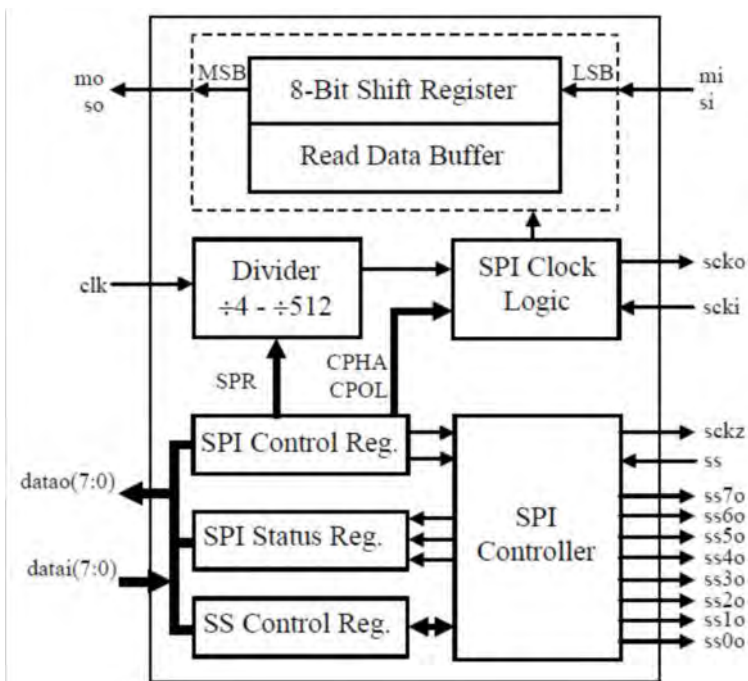 mo
so
MSB
8-Bit Shift Register
LSB
mi
si
Read Data Buffer
clk
Divider
÷4 - ÷512
SPI Clock
Logic
scko
scki
SPR
CPHA
CPOL
SPI Control Reg.
sckz
ss
datao(7:0)
SPI Status Reg.
SPI
Controller
ss7o
ss6o
ss5o
ss4o
ss3o
ss2o
ss1o
ss0o
datai(7:0)
SS Control Reg.